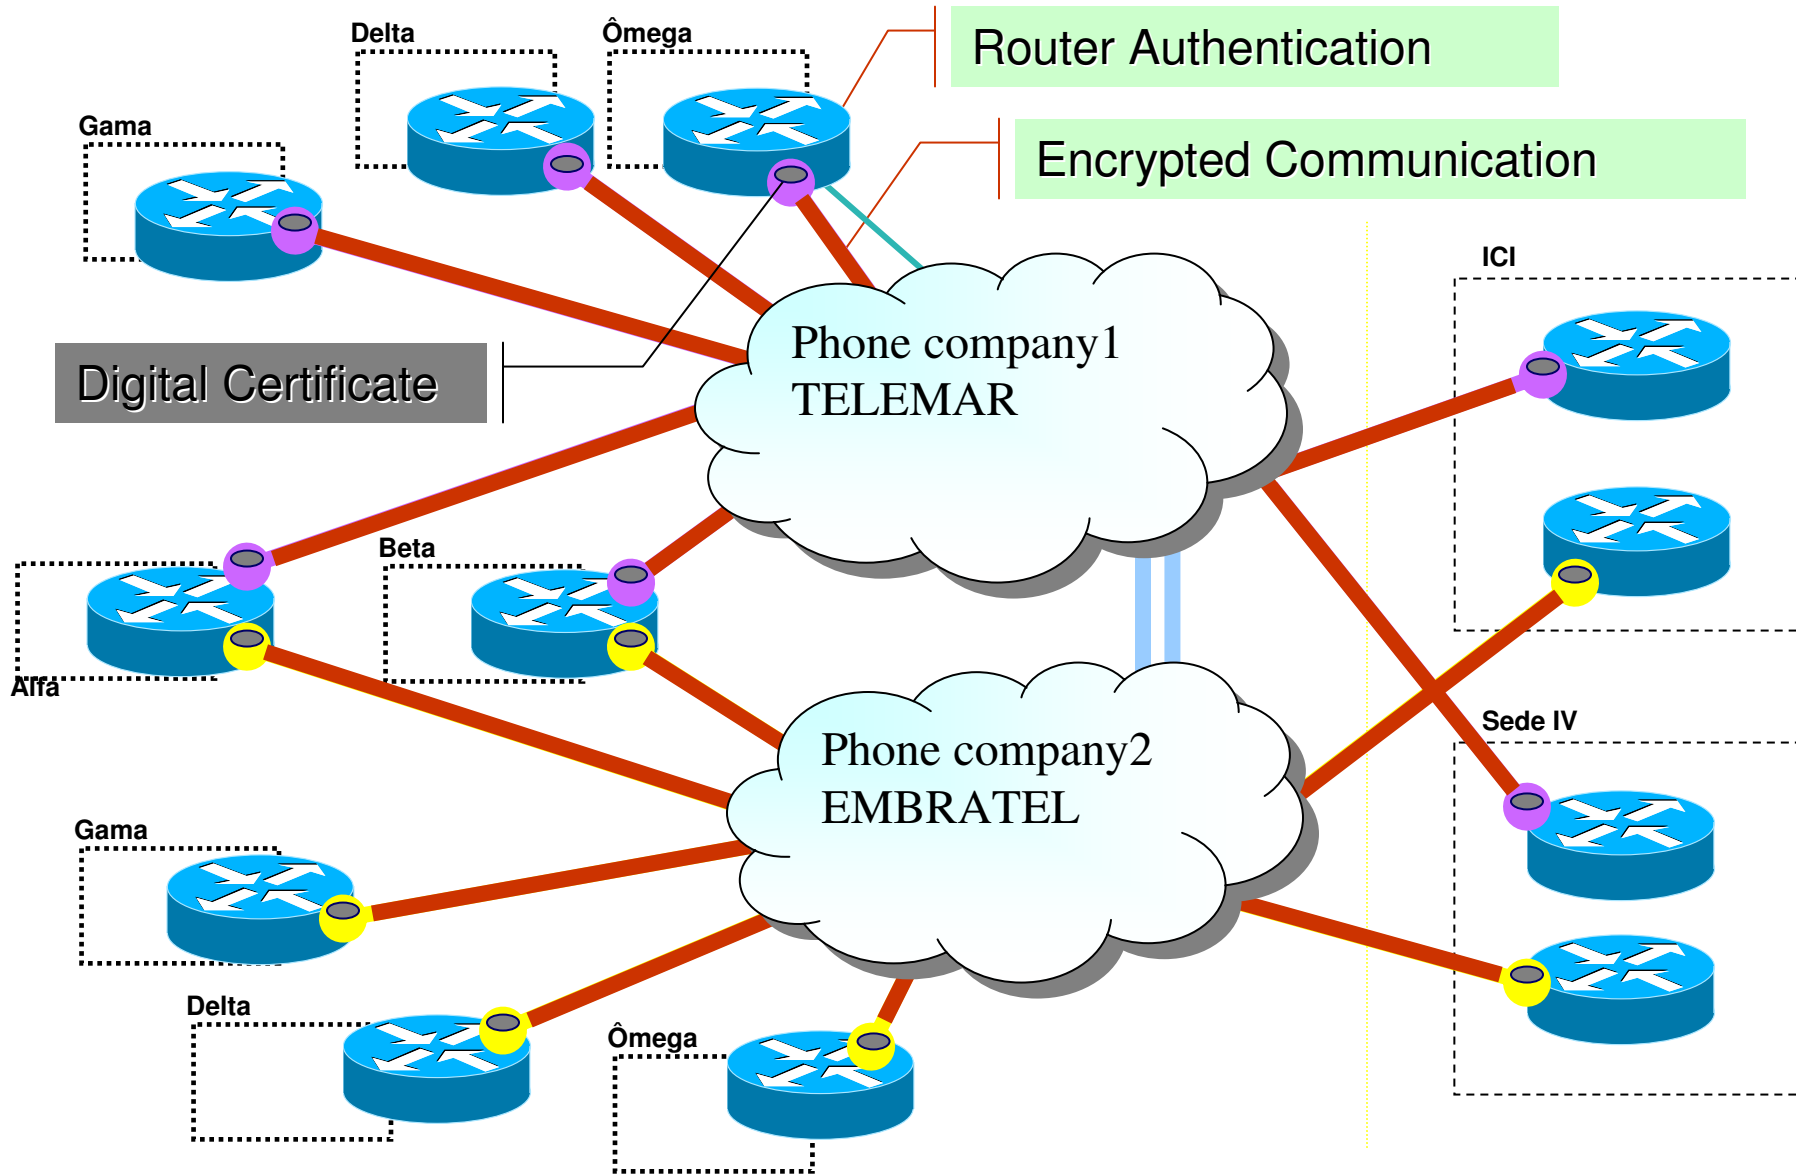 Delta
Ômega
Router Authentication
Gama
Encrypted Communication
ICI
Phone company1
TELEMAR
Digital Certificate
Beta
Alfa
Sede IV
Phone company2
EMBRATEL
Gama
Delta
Ômega